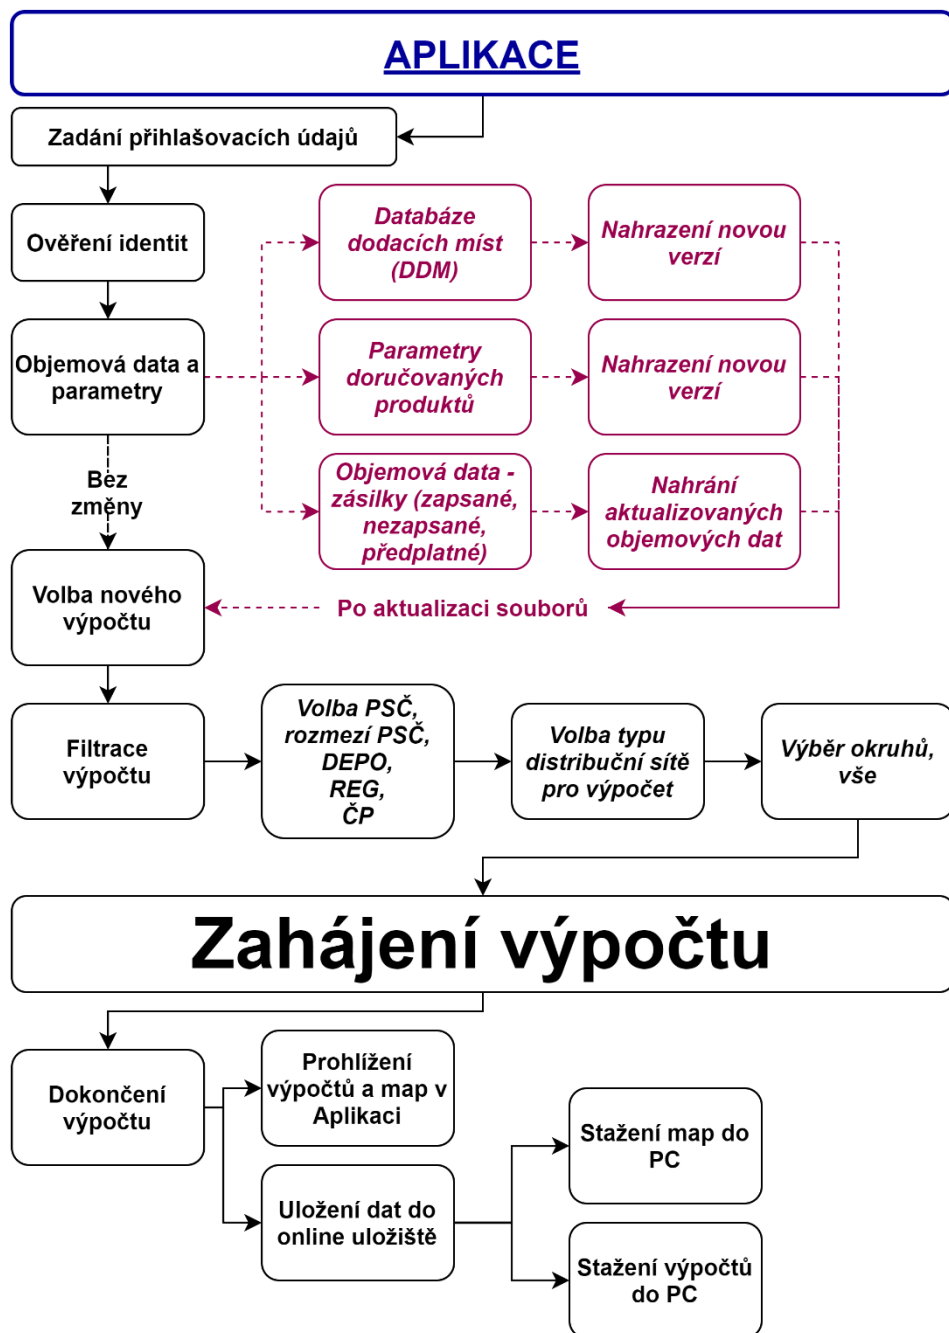 APLIKACE
Zadání přihlašovacích údajů
Ověření identit
Databáze
dodacích míst
(DDM)
Nahrazení novou
verzí
Objemová data a
parametry
Parametry
doručovaných
produktů
Nahrazení novou
verzí
Bez
změny
Objemová data -
zásilky (zapsané,
nezapsané,
předplatné)
Nahrání
aktualizovaných
objemových dat
Volba nového
výpočtu
Po aktualizaci souborů
Filtrace
výpočtu
Volba PSČ,
rozmezí PSČ,
DEPO,
REG,
ČP
Volba typu
distribuční sítě
pro výpočet
Výběr okruhů,
vše
Zahájení výpočtu
Dokončení
výpočtu
Prohlížení
výpočtů a map v
Aplikaci
Uložení dat do
online uložiště
Stažení map do
PC
Stažení výpočtů
do PC